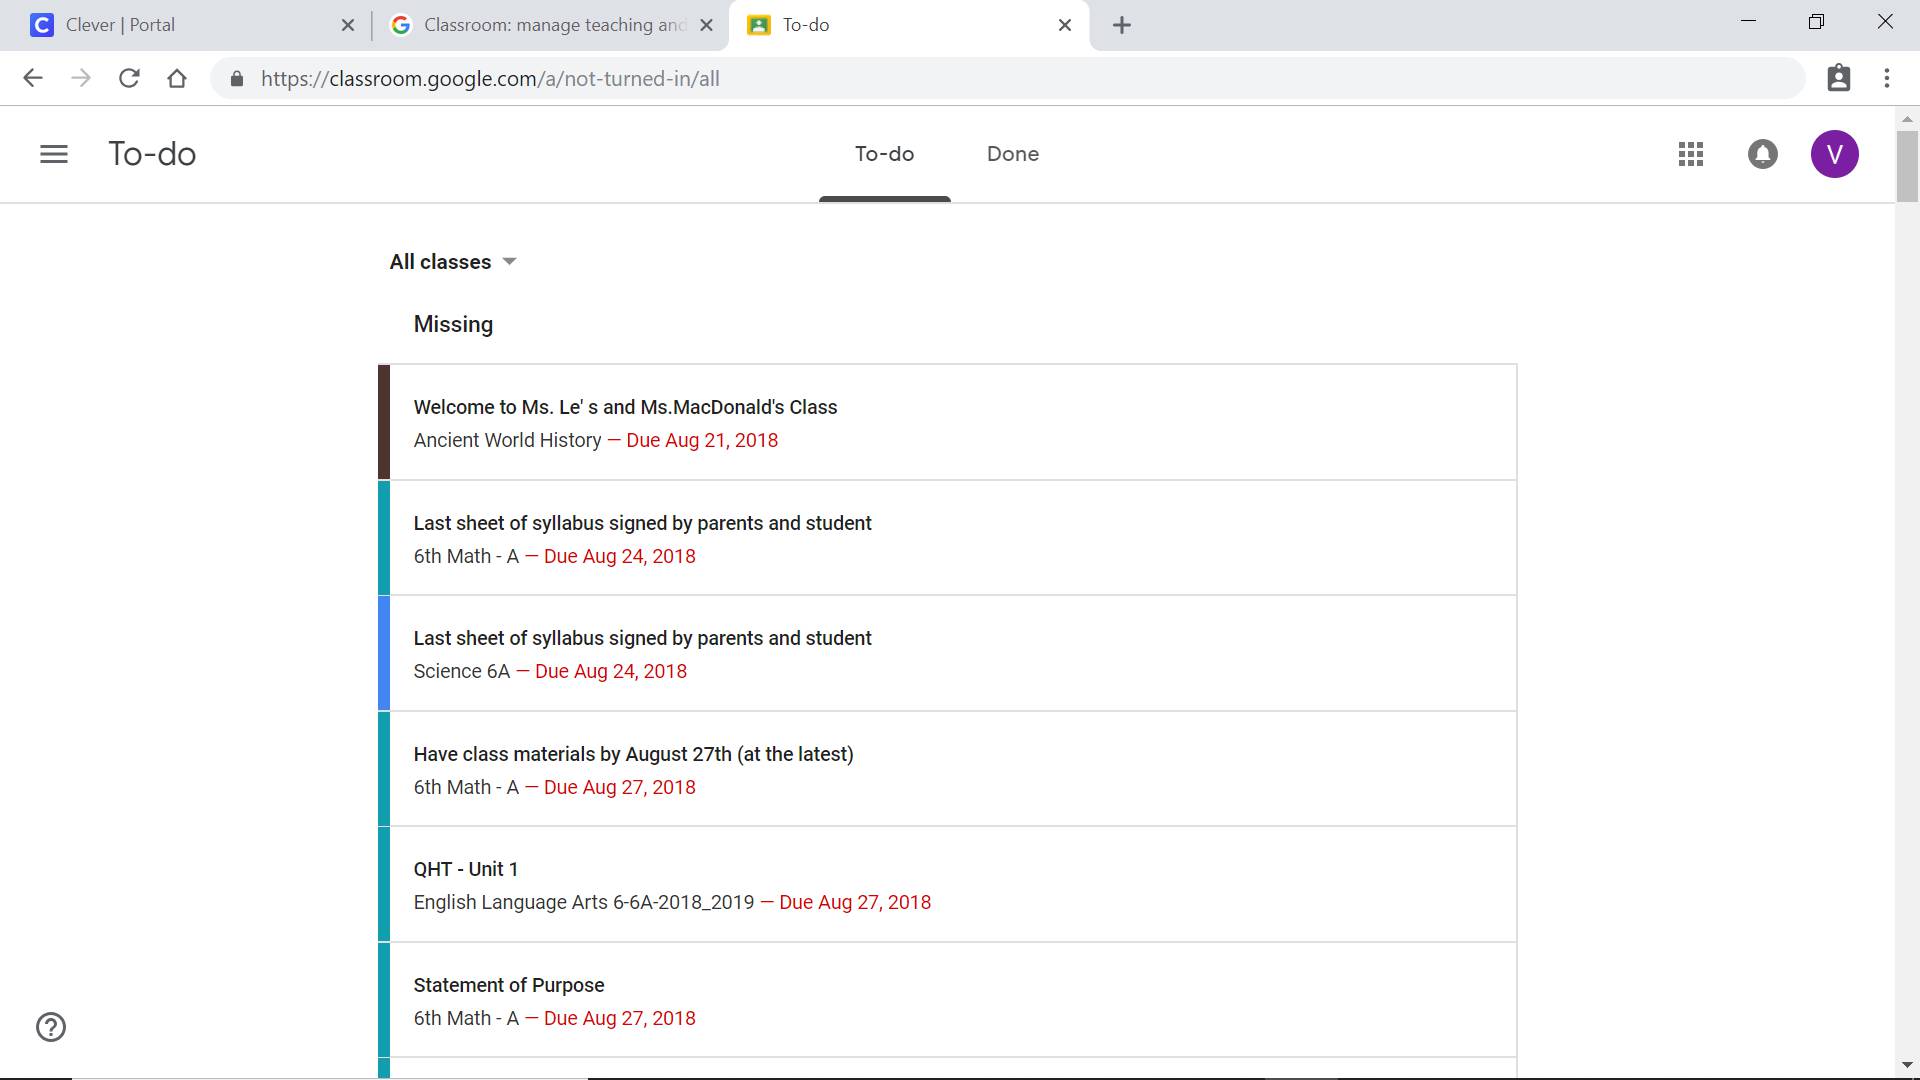 Clever | Portal
Classroom: manage teaching and
To-do
https://classroom.google.com/a/not-turned-in/all
To-do
To-do
Done
V
All classes
Missing
Welcome to Ms. Le' s and Ms.MacDonald's Class
Ancient World History — Due Aug 21, 2018
Last sheet of syllabus signed by parents and student
6th Math - A — Due Aug 24, 2018
Last sheet of syllabus signed by parents and student
Science 6A — Due Aug 24, 2018
Have class materials by August 27th (at the latest)
6th Math - A — Due Aug 27, 2018
QHT - Unit 1
English Language Arts 6-6A-2018_2019 — Due Aug 27, 2018
Statement of Purpose
6th Math - A — Due Aug 27, 2018